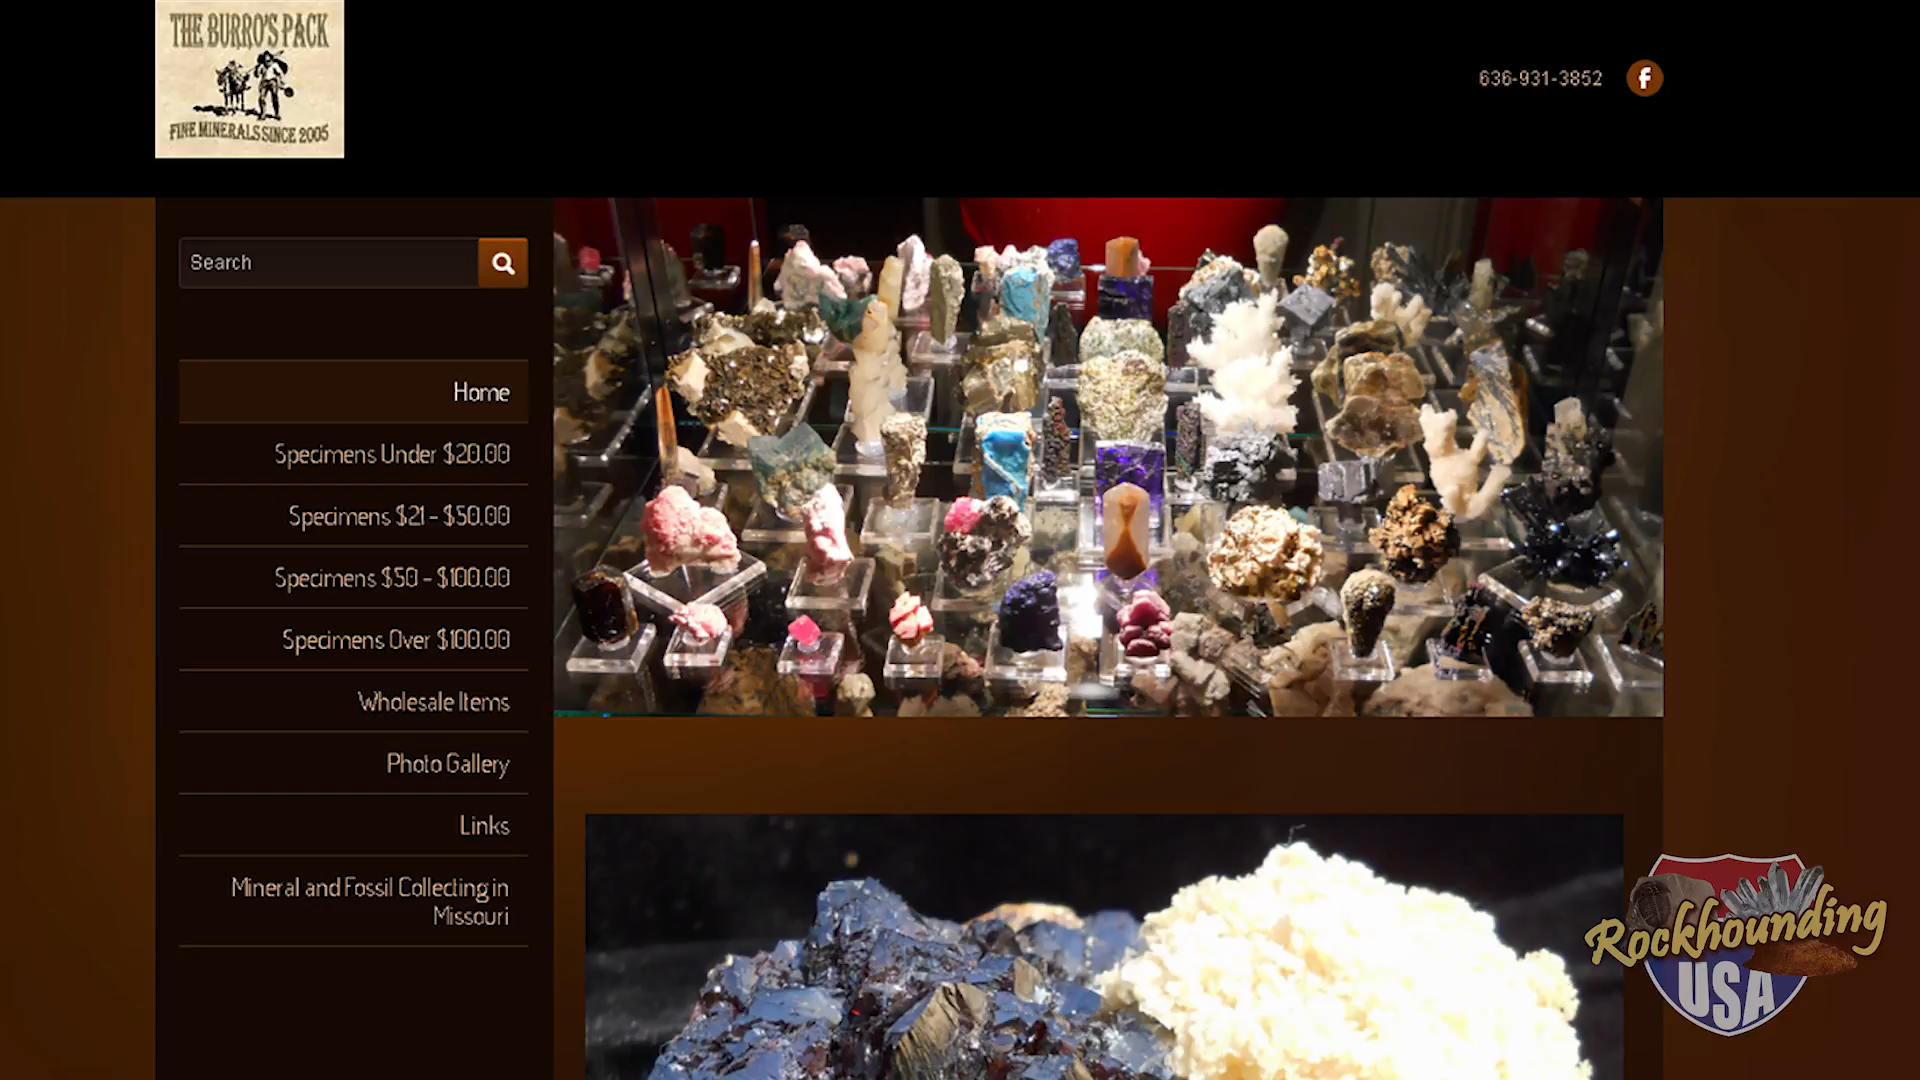 THE BURRO'S PACK
FINE MINERALS SINCE 2005
636-931-3852
f
Search
Home
Specimens Under $20.00
Specimens $21 - $50.00
Specimens $50 - $100.00
Specimens Over $100.00
Wholesale Items
Photo Gallery
Links
Mineral and Fossil Collecting in
Missouri
Rockhounding
USA